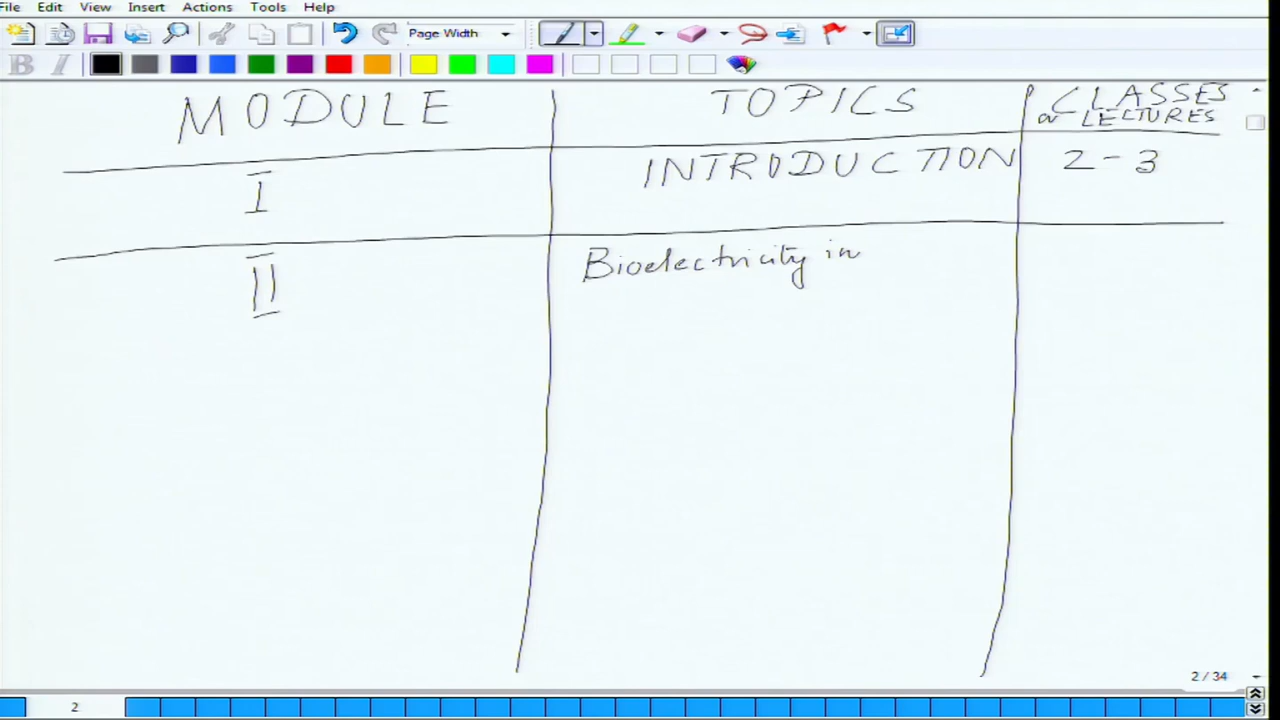 File Edit View Insert Actions Tools Help
Page Width
B I
MODULE TOPICS CLASSES
or LECTURES
I INTRODUCTION 2-3
II Bioelectricity in
2 / 34
2